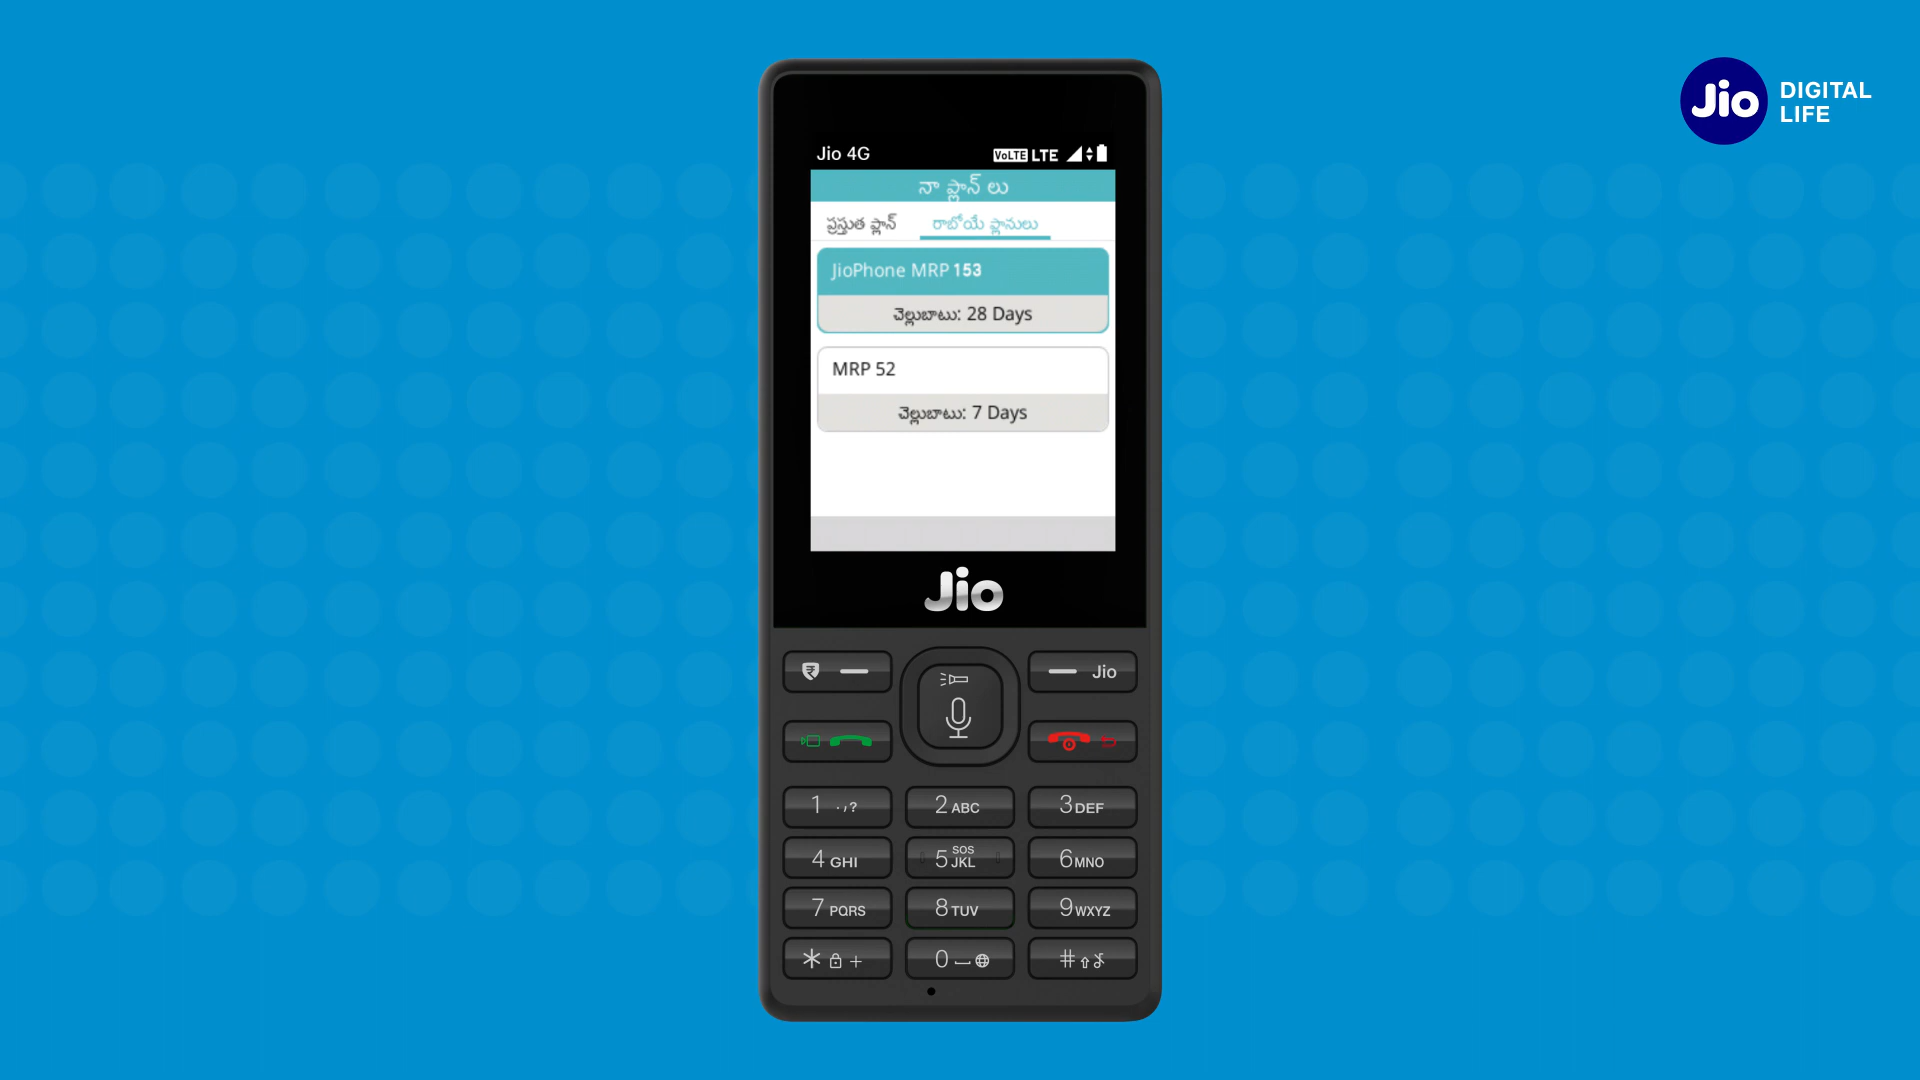 Jio DIGITAL
LIFE
Jio 4G VoLTE LTE
నా ప్లాన్ లు
ప్రస్తుత ప్లాన్ రాబోయే ప్లానులు
JioPhone MRP 153
చెల్లుబాటు: 28 Days
MRP 52
చెల్లుబాటు: 7 Days
Jio
₹ Jio
1 .,? 2 ABC 3 DEF
4 GHI 5 SOS JKL 6 MNO
7 PQRS 8 TUV 9 WXYZ
* + 0 #